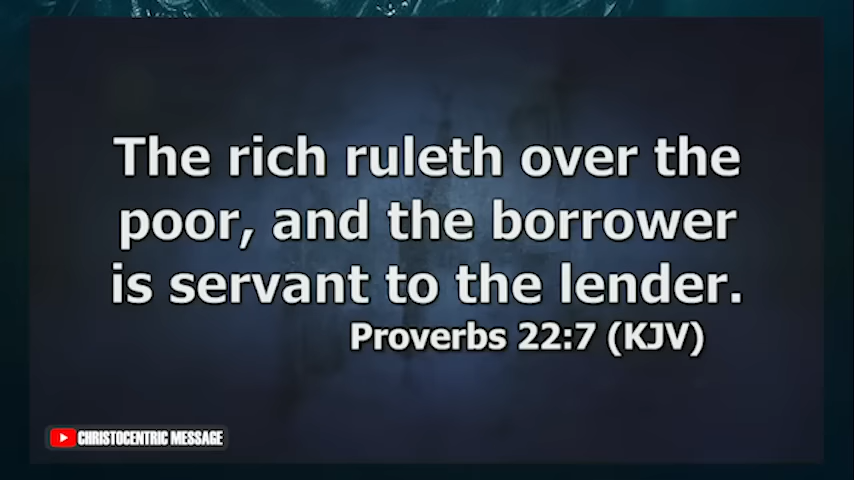 The rich ruleth over the
poor, and the borrower
is servant to the lender.
Proverbs 22:7 (KJV)
CHRISTOCENTRIC MESSAGE